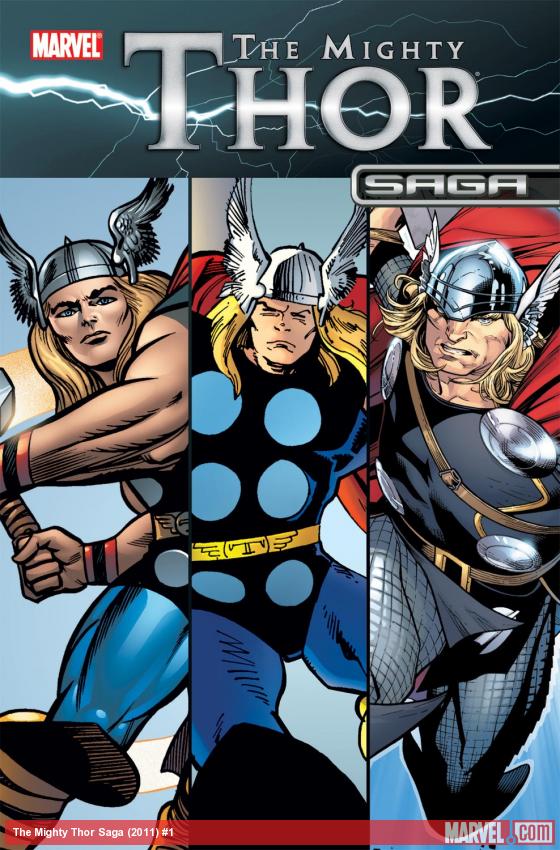 MARVEL
THE MIGHTY
THOR
SAGA
The Mighty Thor Saga (2011) #1
MARVEL.com